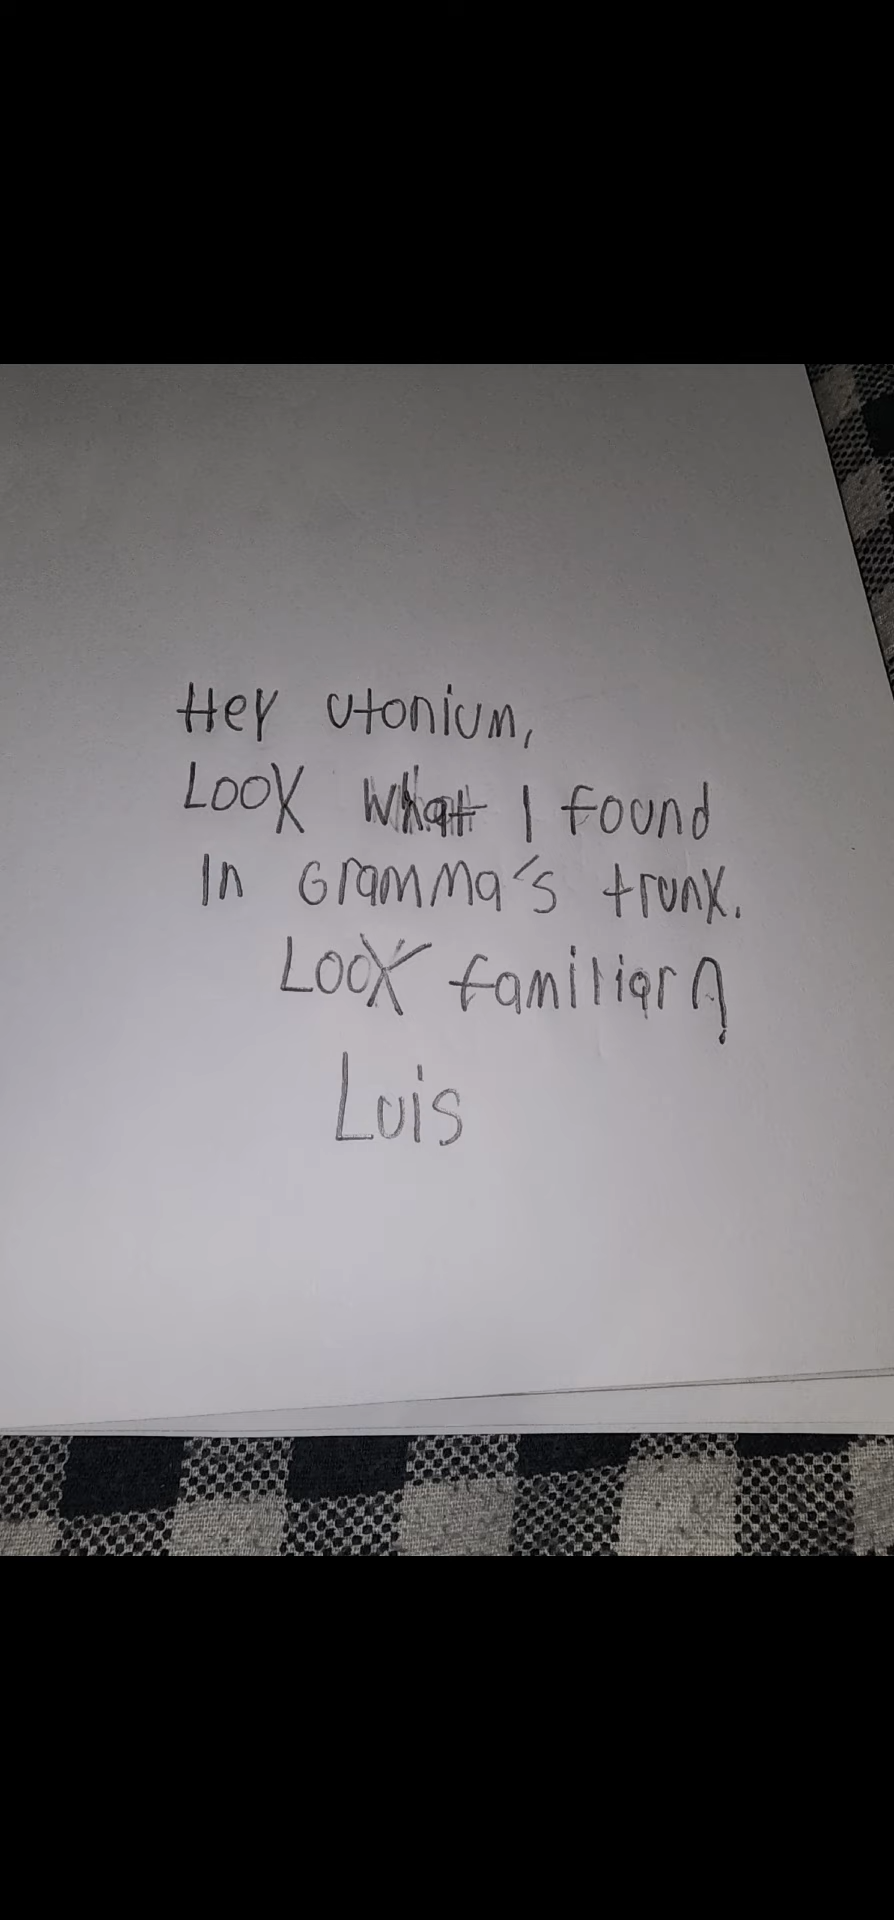 Hey Utonium,
Look what I found
In Gramma's trunk.
Look familiar?
Luis